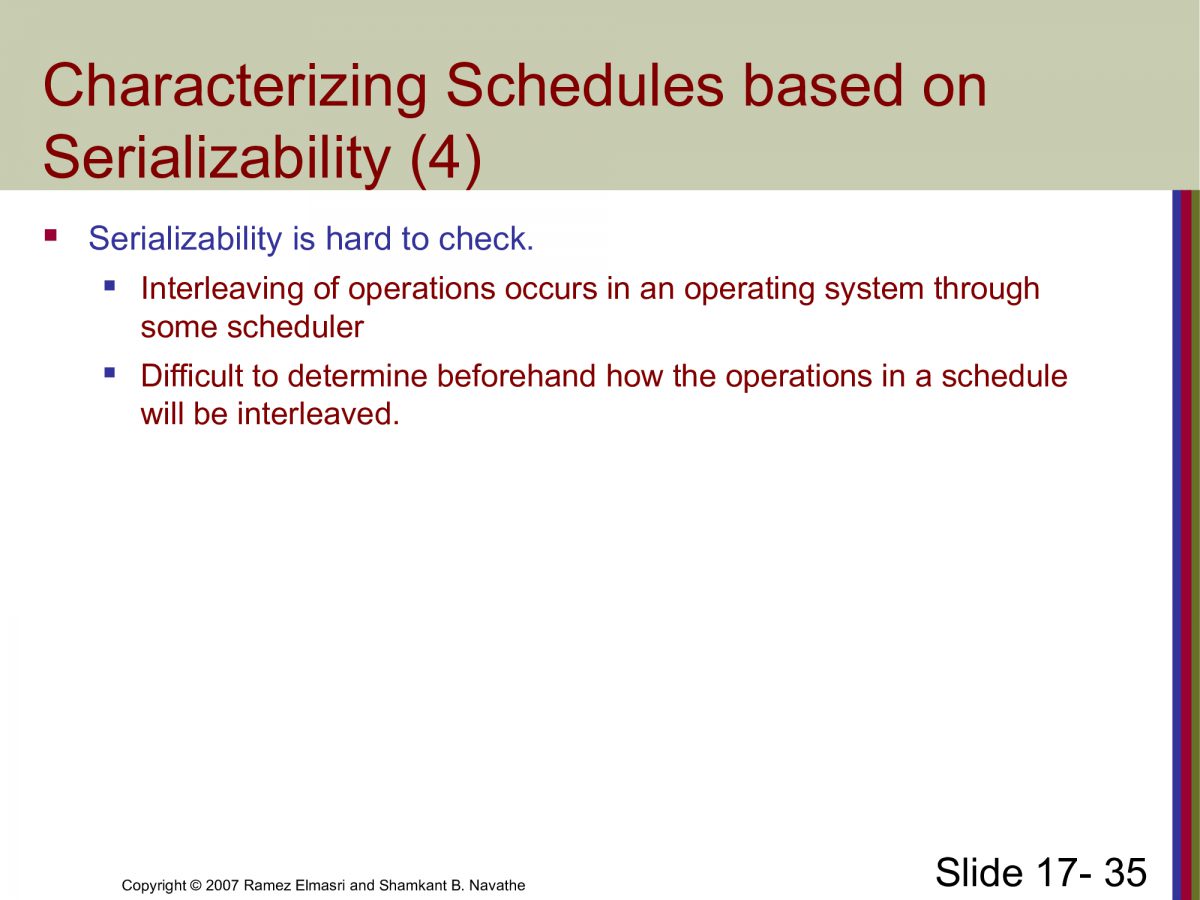 Characterizing Schedules based on
Serializability (4)
Serializability is hard to check.
Interleaving of operations occurs in an operating system through
some scheduler
Difficult to determine beforehand how the operations in a schedule
will be interleaved.
Copyright © 2007 Ramez Elmasri and Shamkant B. Navathe
Slide 17- 35